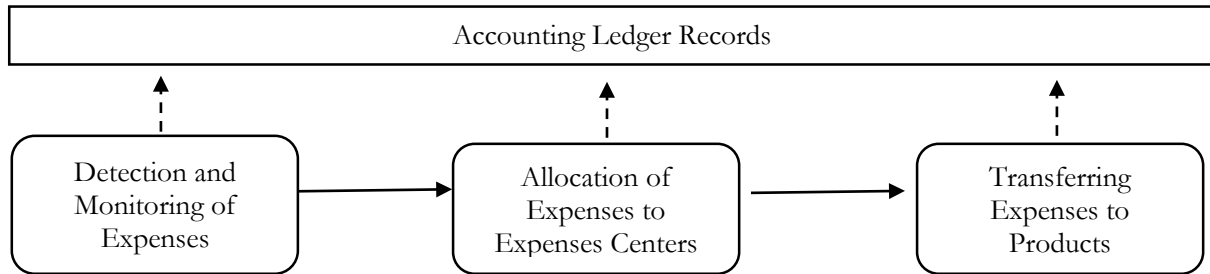 Accounting Ledger Records
Detection and
Monitoring of
Expenses
Allocation of
Expenses to
Expenses Centers
Transferring
Expenses to
Products